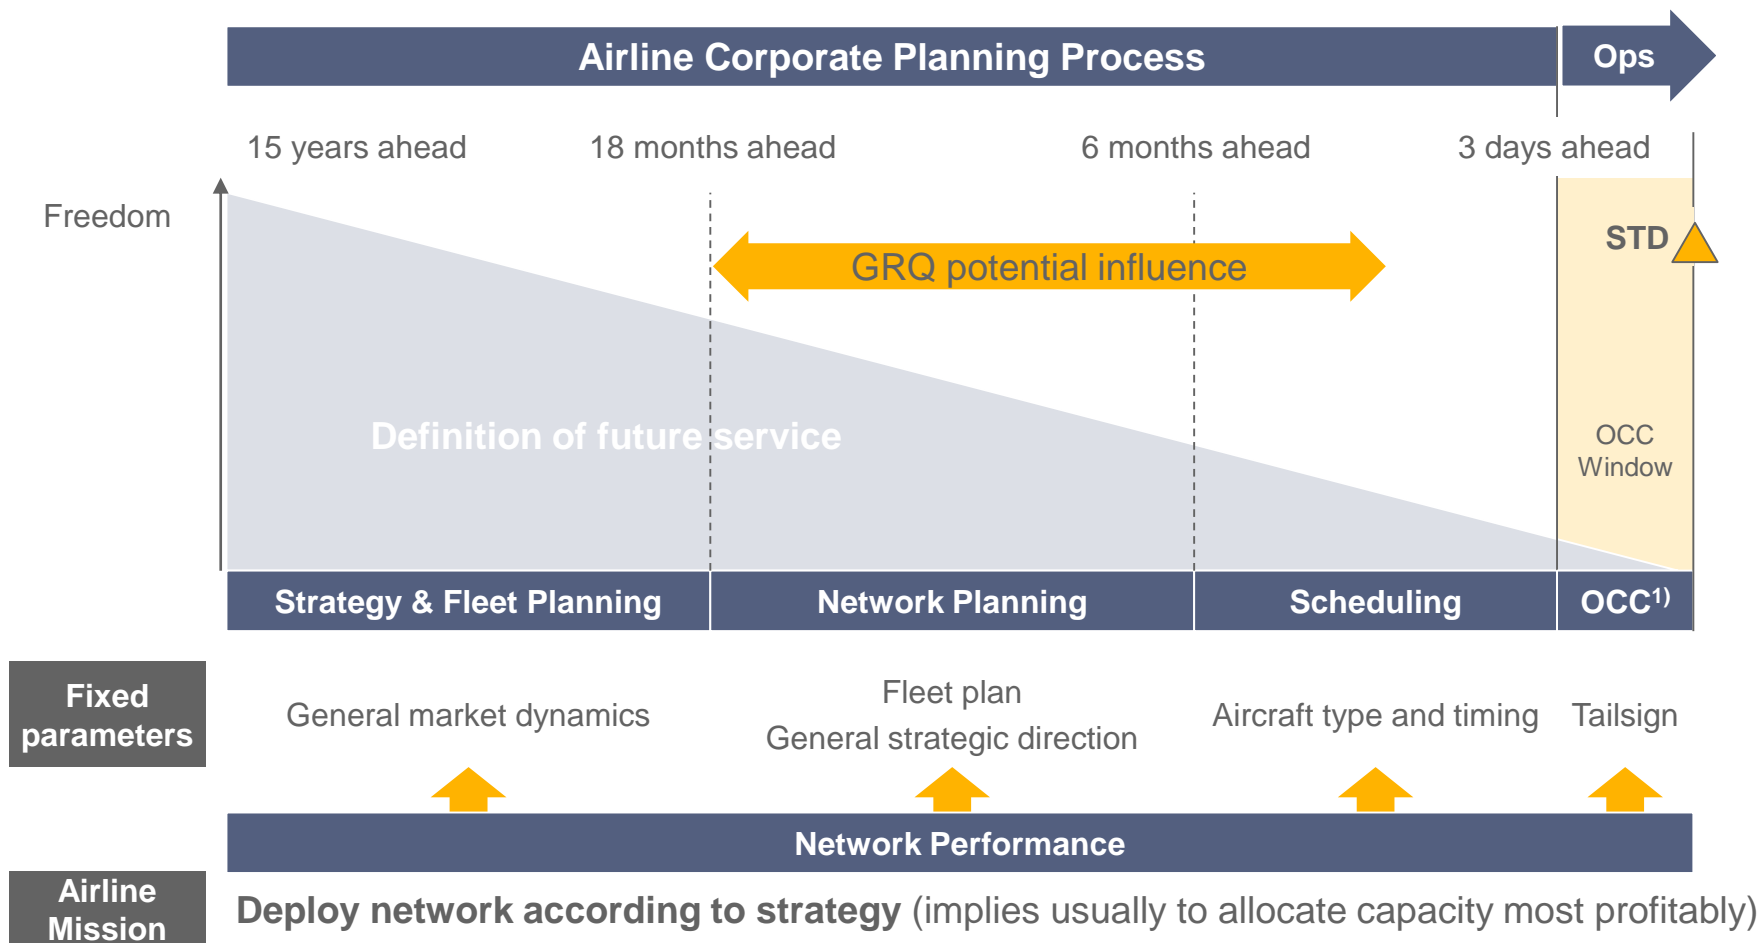 Airline Corporate Planning Process
Ops
15 years ahead
18 months ahead
6 months ahead
3 days ahead
Freedom
GRQ potential influence
STD
Definition of future service
OCC
Window
Strategy & Fleet Planning
Network Planning
Scheduling
OCC1)
Fixed
parameters
General market dynamics
Fleet plan
General strategic direction
Aircraft type and timing
Tailsign
Network Performance
Airline
Mission
Deploy network according to strategy (implies usually to allocate capacity most profitably)